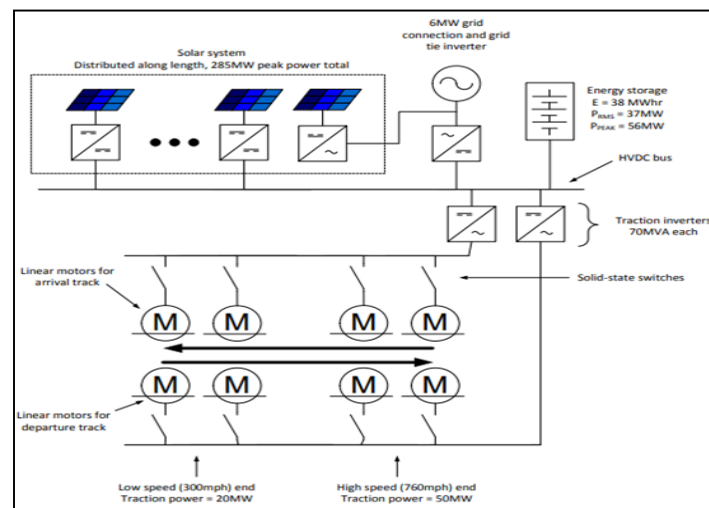 6MW grid
connection and grid
tie inverter
Solar system
Distributed along length, 285MW peak power total
Energy storage
E = 38 MWhr
PRMS = 37MW
PPEAK = 56MW
HVDC bus
Traction inverters
70MVA each
Linear motors for
arrival track
Solid-state switches
M M M M
M M M M
Linear motors for
departure track
Low speed (300mph) end
Traction power = 20MW
High speed (760mph) end
Traction power = 50MW